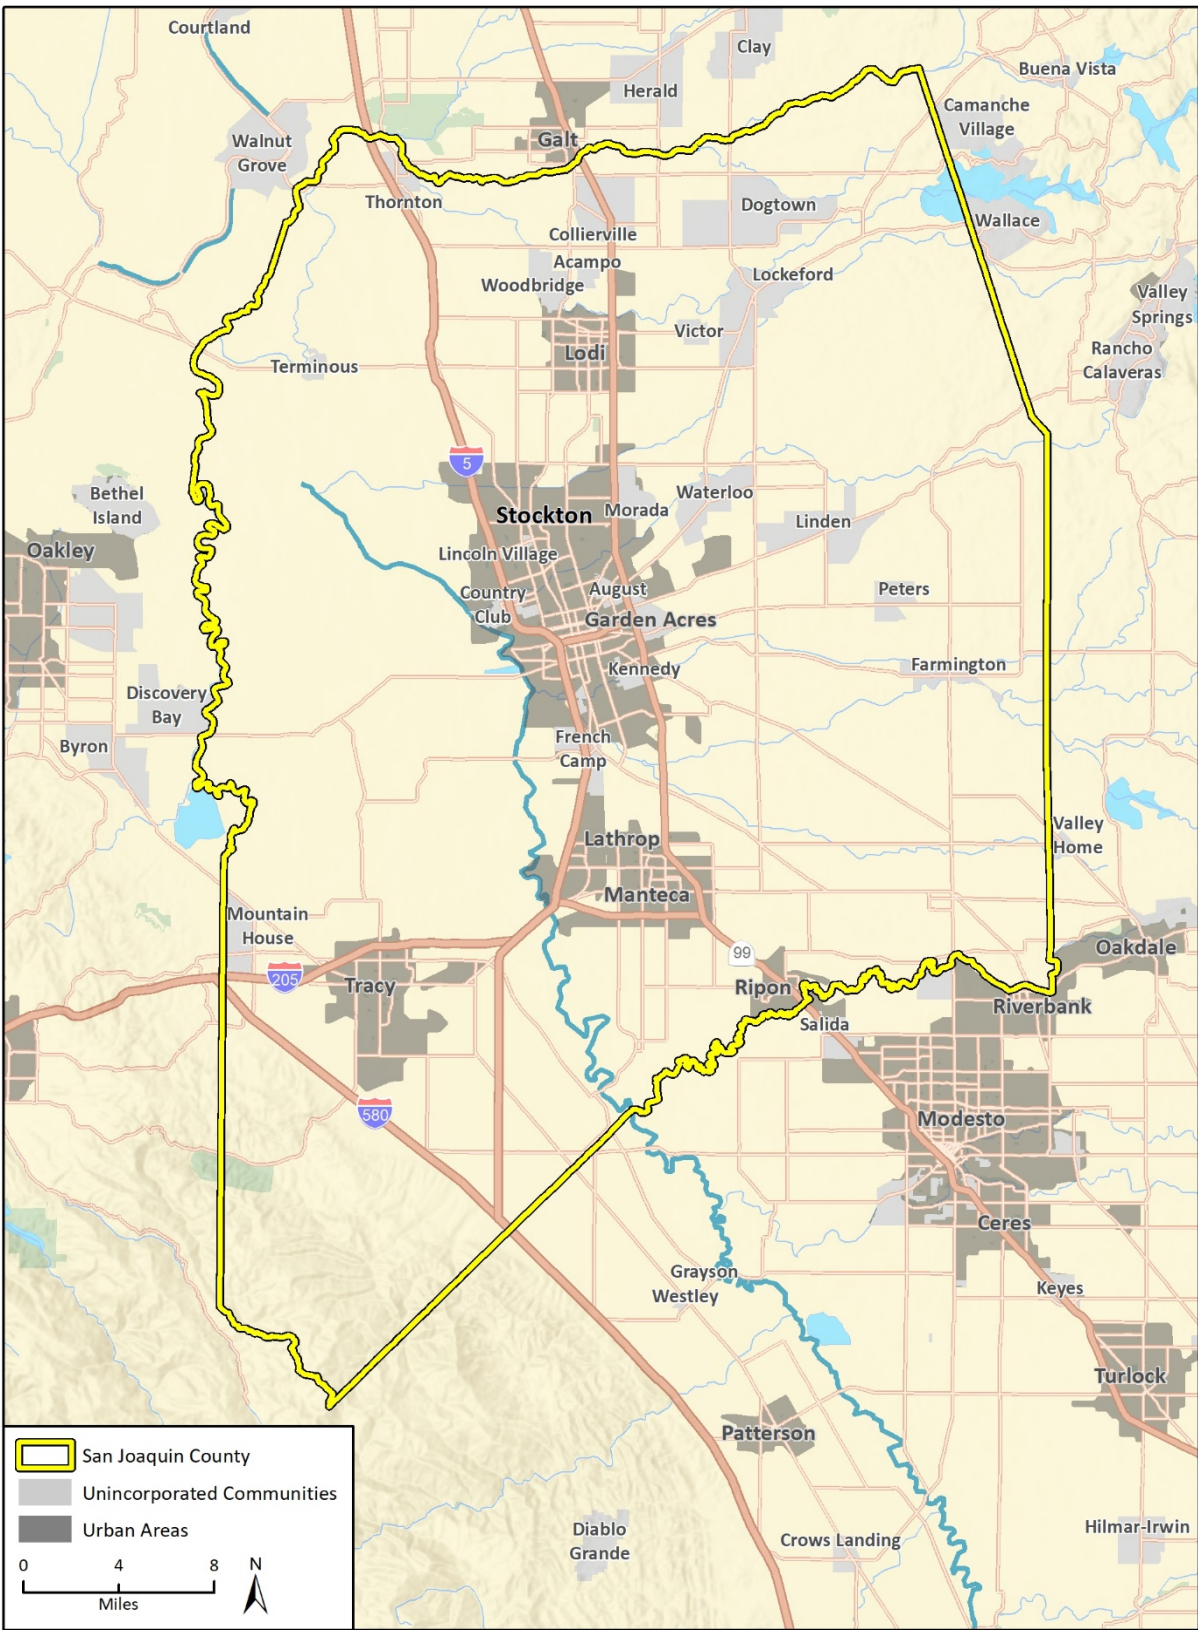 Courtland
Clay
Buena Vista
Herald
Camanche
Village
Galt
Walnut
Grove
Thornton
Dogtown
Wallace
Collierville
Acampo
Woodbridge
Lockeford
Valley
Springs
Victor
Lodi
Rancho
Calaveras
Terminous
5
Bethel
Island
Waterloo
Stockton
Morada
Linden
Oakley
Lincoln Village
August
Country
Club
Peters
Garden Acres
Kennedy
Farmington
Discovery
Bay
Byron
French
Camp
Valley
Home
Lathrop
Manteca
Mountain
House
99
Oakdale
205
Tracy
Ripon
Riverbank
Salida
580
Modesto
Ceres
Grayson
Westley
Keyes
Turlock
Patterson
San Joaquin County
Unincorporated Communities
Urban Areas
0 4 8
Miles
N
Diablo
Grande
Crows Landing
Hilmar-Irwin